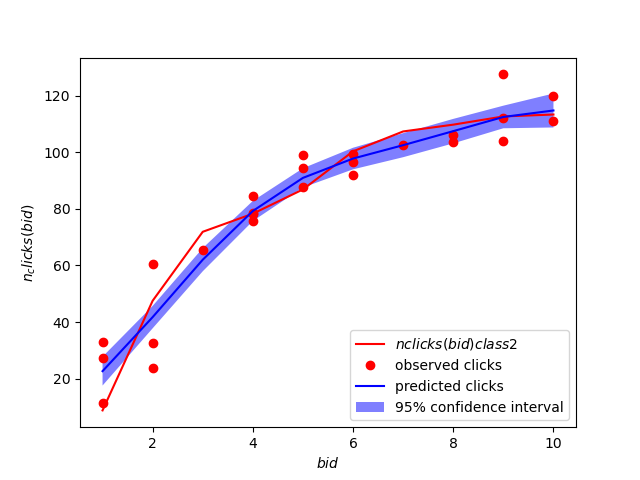 120
100
80
60
40
20
n_clicks(bid)
2
4
6
8
10
bid
nclicks(bid)class2
observed clicks
predicted clicks
95% confidence interval